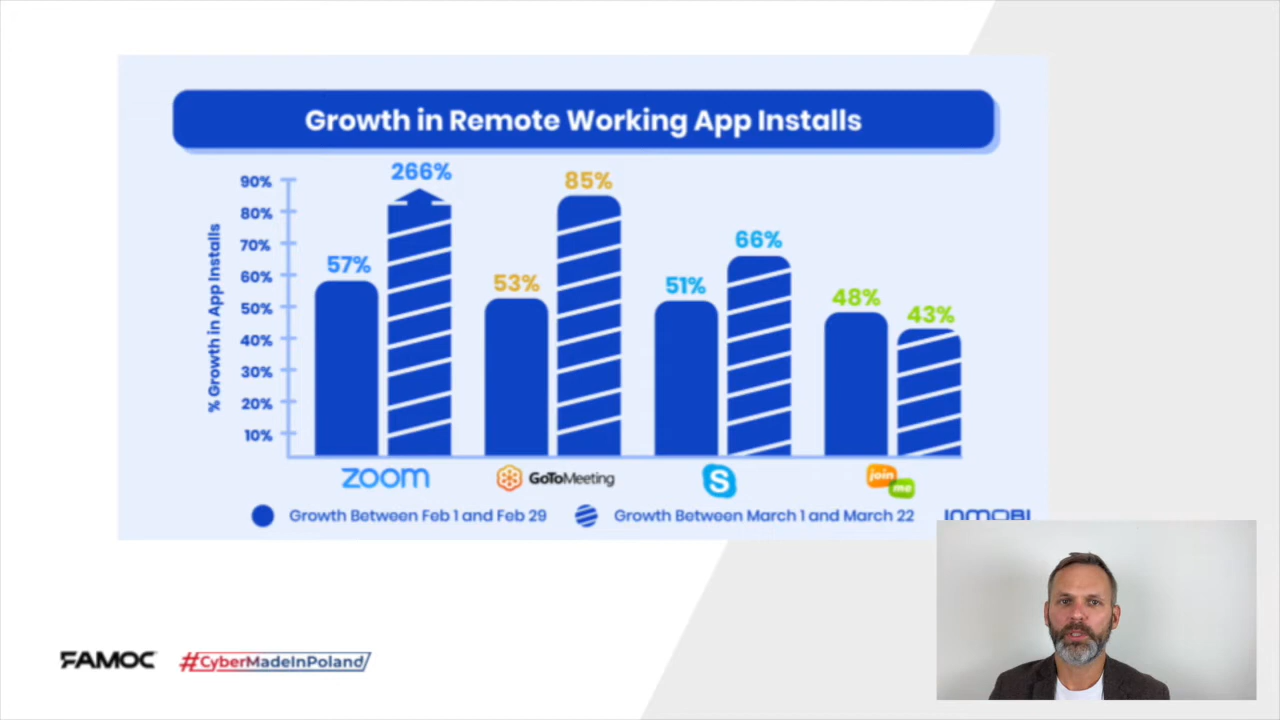 Growth in Remote Working App Installs
% Growth in App Installs
90%
80%
70%
60%
50%
40%
30%
20%
10%
57%
266%
53%
85%
51%
66%
48%
43%
zoom
GoToMeeting
S
join me
Growth Between Feb 1 and Feb 29
Growth Between March 1 and March 22
INMOBI
FAMOC
#CyberMadeInPoland